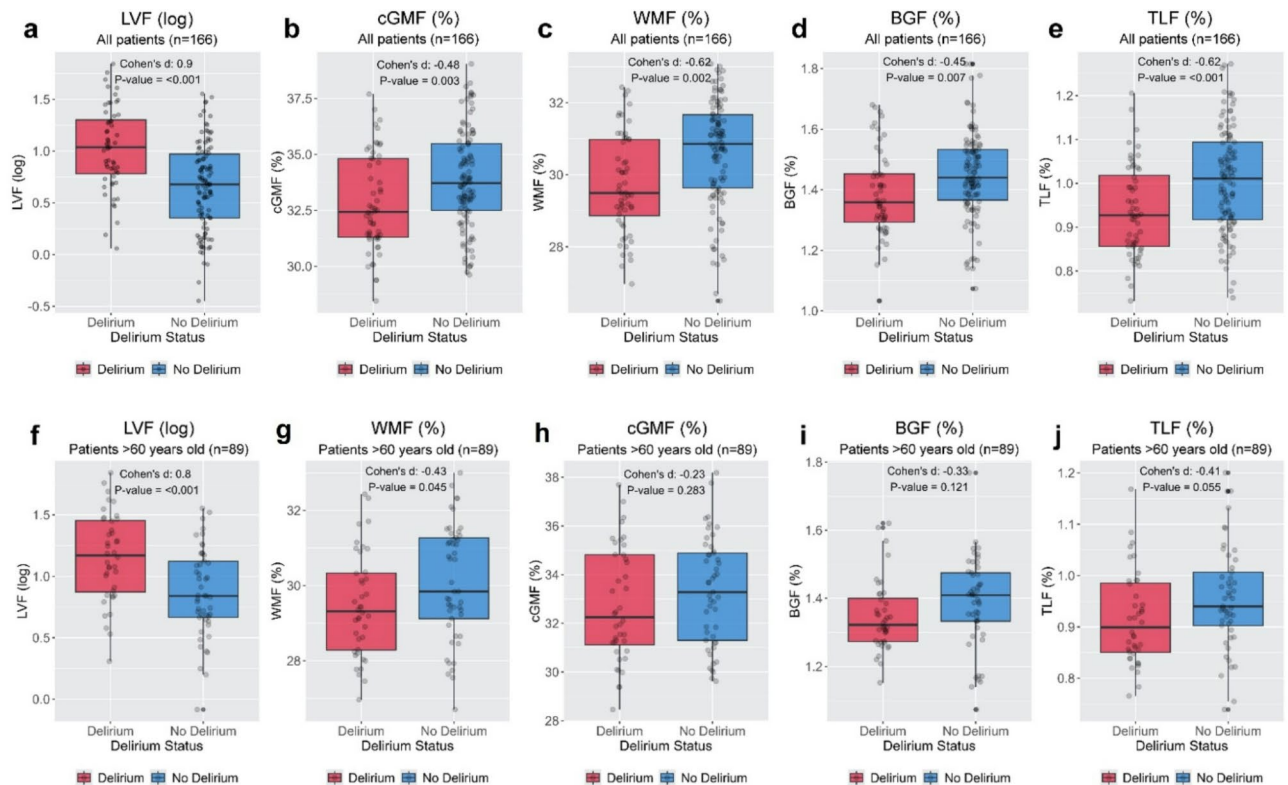 a
LVF (log)
All patients (n=166)
Cohen's d: 0.9
P-value = <0.001
1.5
1.0
0.5
0.0
-0.5
LVF (log)
Delirium
No Delirium
Delirium Status
Delirium
No Delirium
b
cGMF (%)
All patients (n=166)
Cohen's d: -0.48
P-value = 0.003
37.5
35.0
32.5
30.0
cGMF (%)
Delirium
No Delirium
Delirium Status
Delirium
No Delirium
c
WMF (%)
All patients (n=166)
Cohen's d: -0.62
P-value = 0.002
32
30
28
WMF (%)
Delirium
No Delirium
Delirium Status
Delirium
No Delirium
d
BGF (%)
All patients (n=166)
Cohen's d: -0.45
P-value = 0.007
1.8
1.6
1.4
1.2
1.0
BGF (%)
Delirium
No Delirium
Delirium Status
Delirium
No Delirium
e
TLF (%)
All patients (n=166)
Cohen's d: -0.62
P-value = <0.001
1.2
1.1
1.0
0.9
0.8
TLF (%)
Delirium
No Delirium
Delirium Status
Delirium
No Delirium
f
LVF (log)
Patients >60 years old (n=89)
Cohen's d: 0.8
P-value = <0.001
1.5
1.0
0.5
0.0
LVF (log)
Delirium
No Delirium
Delirium Status
Delirium
No Delirium
g
WMF (%)
Patients >60 years old (n=89)
Cohen's d: -0.43
P-value = 0.045
32
30
28
WMF (%)
Delirium
No Delirium
Delirium Status
Delirium
No Delirium
h
cGMF (%)
Patients >60 years old (n=89)
Cohen's d: -0.23
P-value = 0.283
38
36
34
32
30
28
cGMF (%)
Delirium
No Delirium
Delirium Status
Delirium
No Delirium
i
BGF (%)
Patients >60 years old (n=89)
Cohen's d: -0.33
P-value = 0.121
1.8
1.6
1.4
1.2
BGF (%)
Delirium
No Delirium
Delirium Status
Delirium
No Delirium
j
TLF (%)
Patients >60 years old (n=89)
Cohen's d: -0.41
P-value = 0.055
1.2
1.1
1.0
0.9
0.8
TLF (%)
Delirium
No Delirium
Delirium Status
Delirium
No Delirium